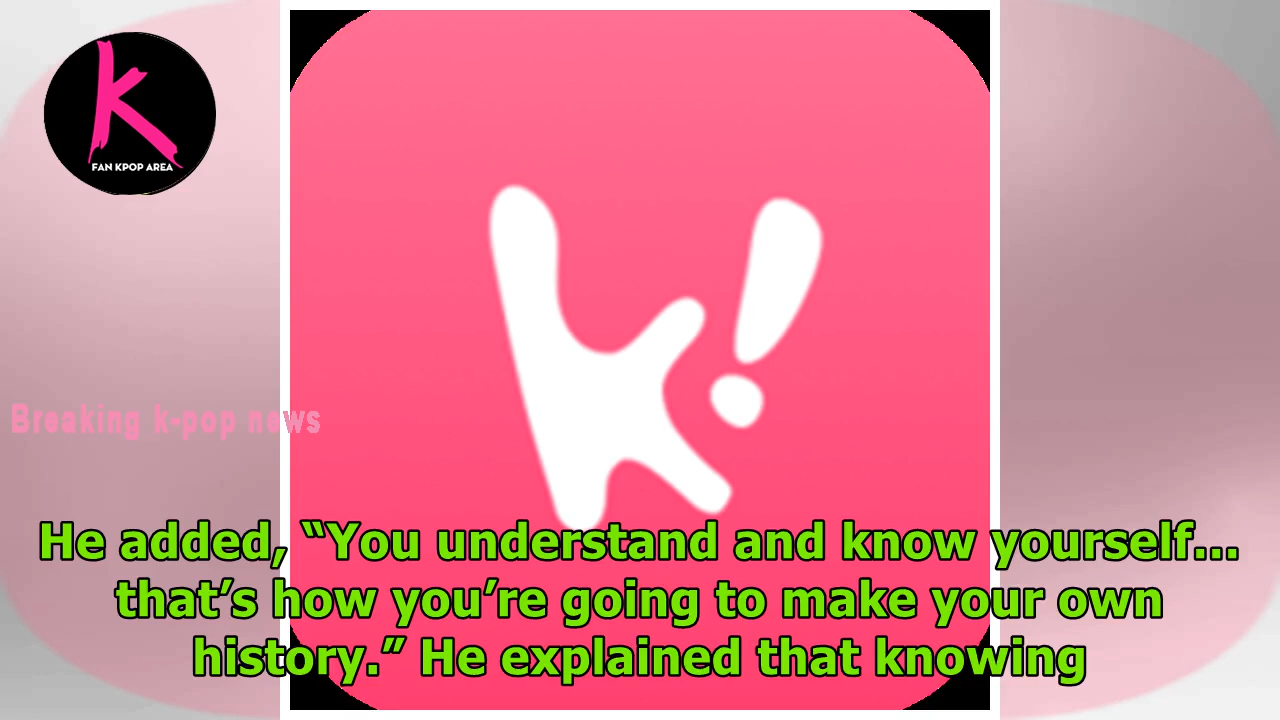 K
FAN KPOP AREA
k!
Breaking k-pop news
He added, “You understand and know yourself...
that’s how you’re going to make your own
history.” He explained that knowing